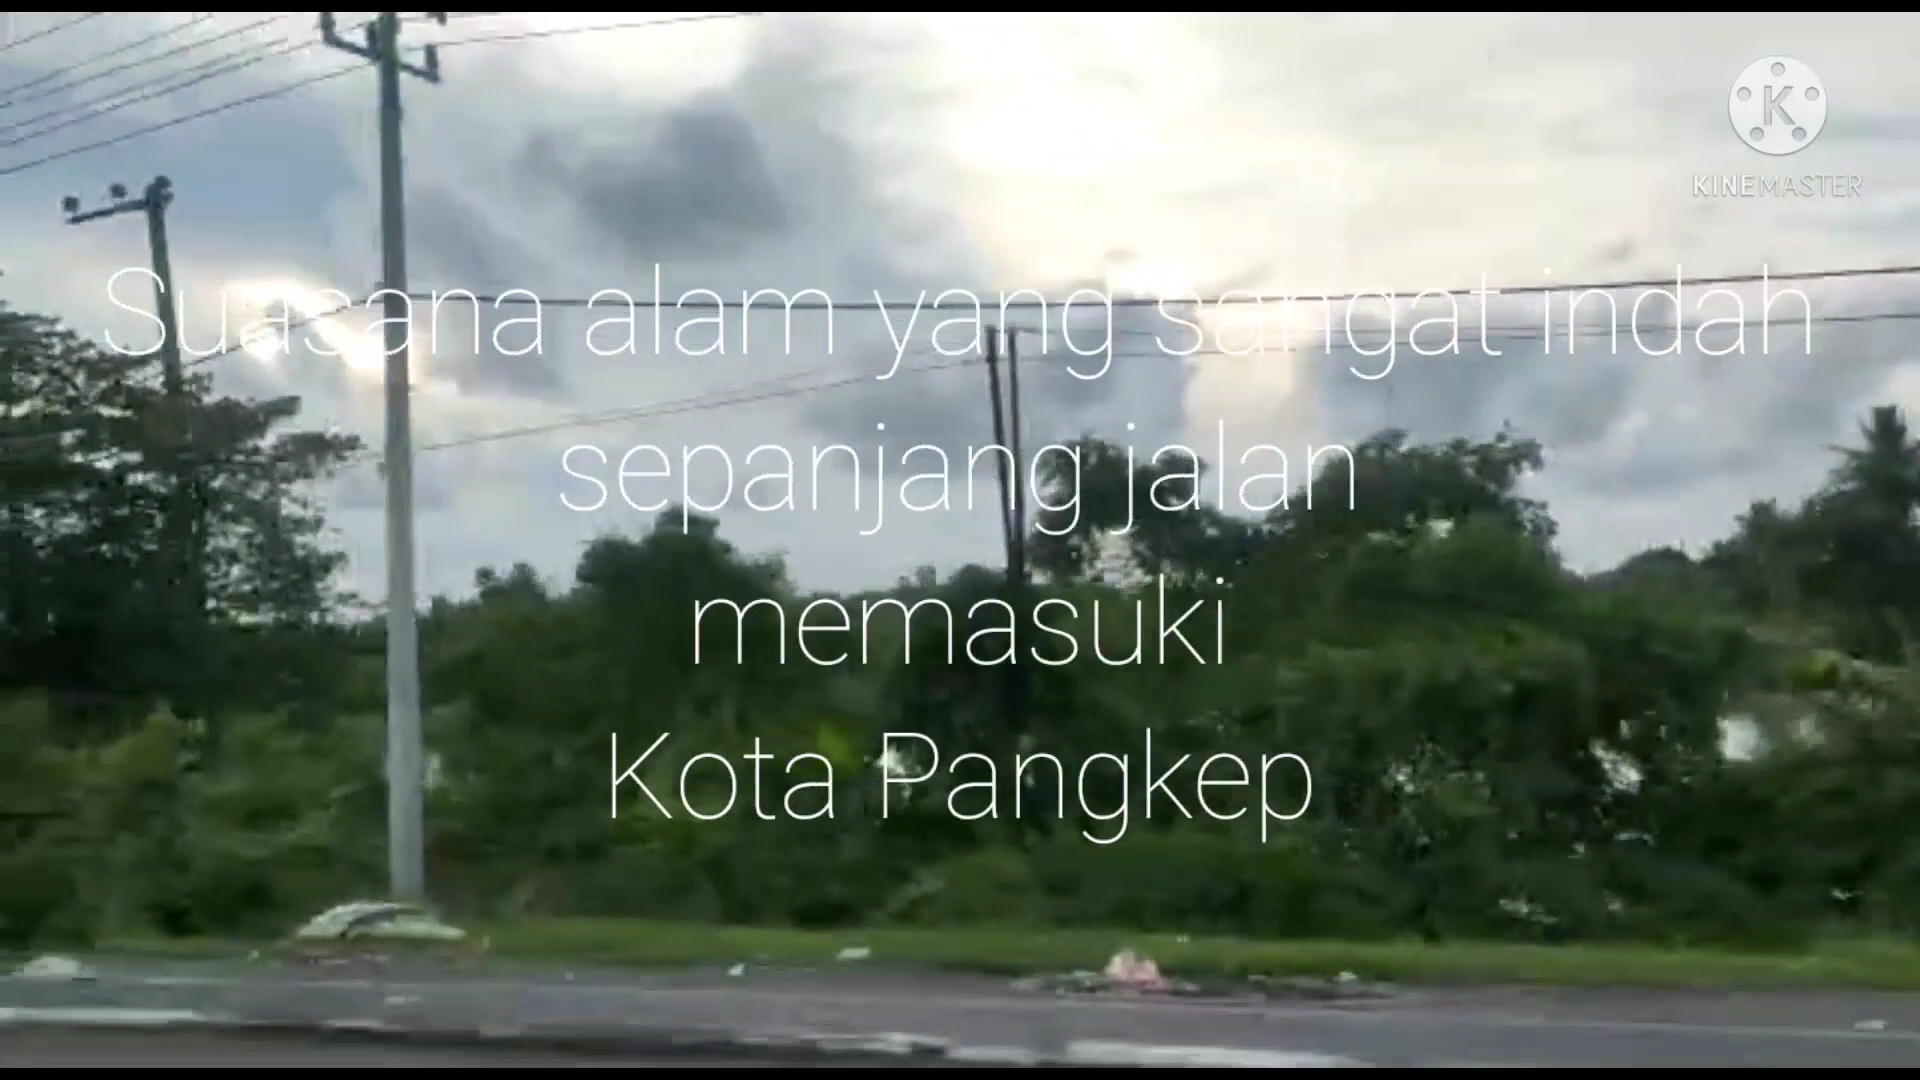 KINEMASTER
Suasana alam yang sangat indah
sepanjang jalan
memasuki
Kota Pangkep